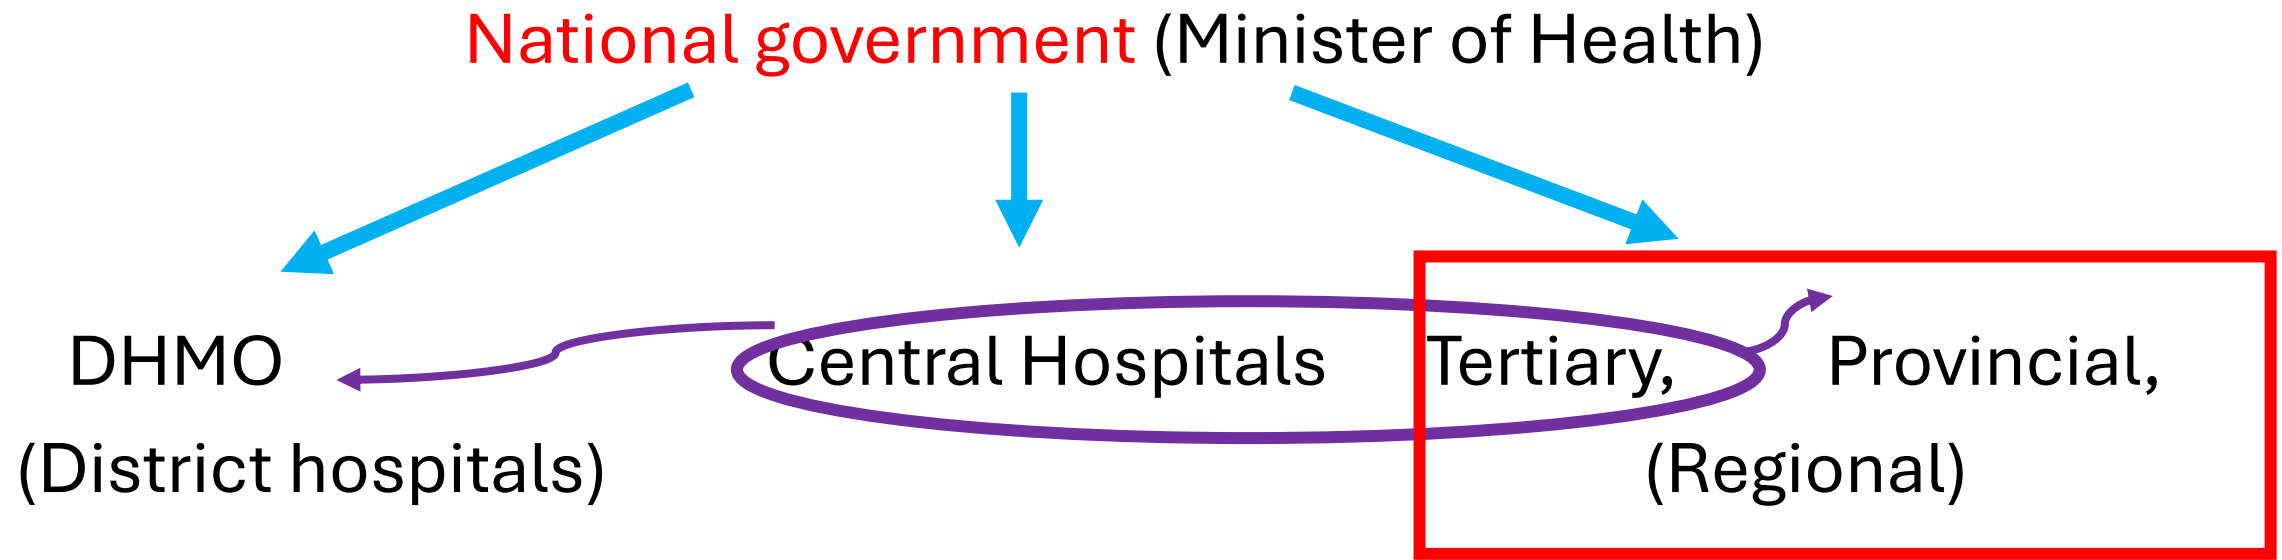 National government (Minister of Health)
DHMO Central Hospitals Tertiary, Provincial,
(District hospitals) (Regional)